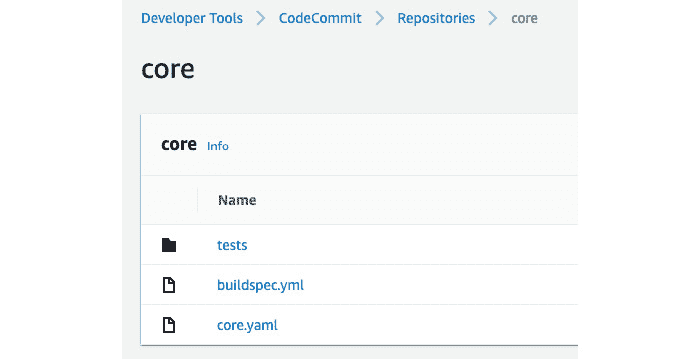 Developer Tools > CodeCommit > Repositories > core
core
core Info
Name
tests
buildspec.yml
core.yaml